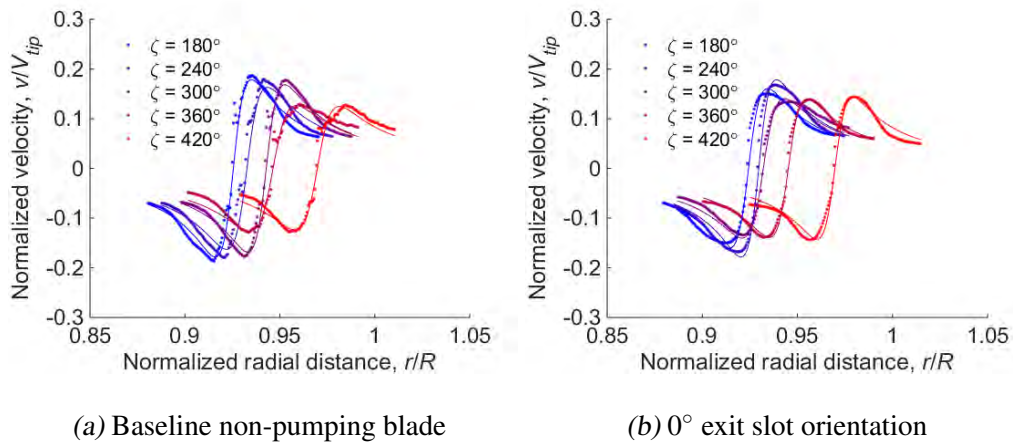 0.3
0.2
0.1
0
-0.1
-0.2
-0.3
Normalized velocity, v/V_tip
ζ = 180°
ζ = 240°
ζ = 300°
ζ = 360°
ζ = 420°
0.85 0.9 0.95 1 1.05
Normalized radial distance, r/R
(a) Baseline non-pumping blade
0.3
0.2
0.1
0
-0.1
-0.2
-0.3
Normalized velocity, v/V_tip
ζ = 180°
ζ = 240°
ζ = 300°
ζ = 360°
ζ = 420°
0.85 0.9 0.95 1 1.05
Normalized radial distance, r/R
(b) 0° exit slot orientation